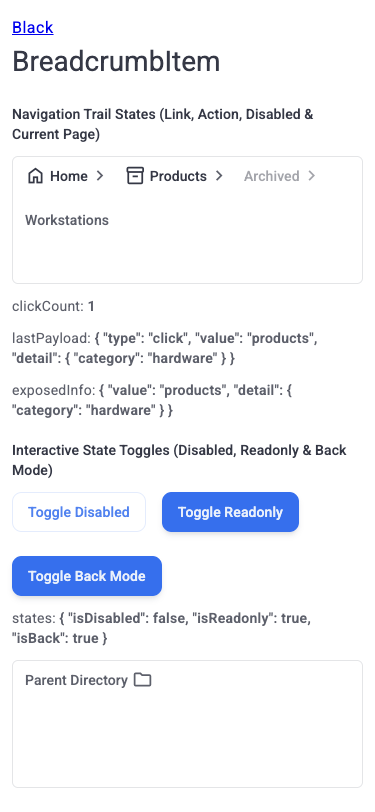 Black
BreadcrumbItem
Navigation Trail States (Link, Action, Disabled &
Current Page)
Home Products Archived
Workstations
clickCount: 1
lastPayload: { "type": "click", "value": "products",
"detail": { "category": "hardware" } }
exposedInfo: { "value": "products", "detail": {
"category": "hardware" } }
Interactive State Toggles (Disabled, Readonly & Back
Mode)
Toggle Disabled Toggle Readonly
Toggle Back Mode
states: { "isDisabled": false, "isReadonly": true,
"isBack": true }
Parent Directory